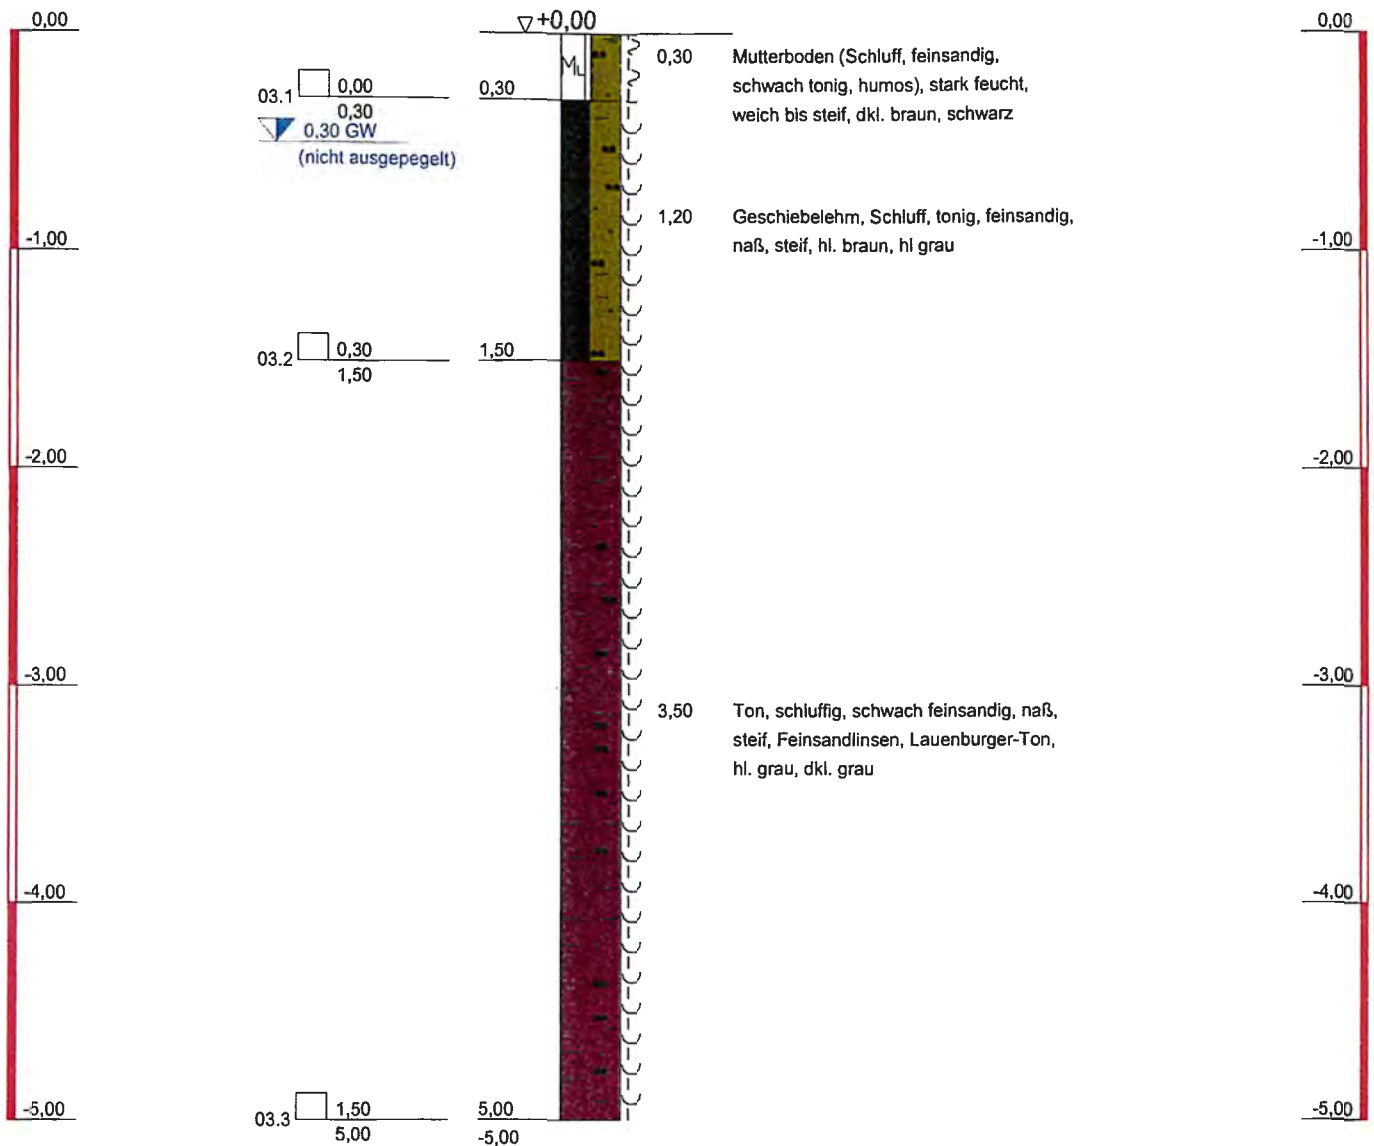 0,00
+0,00
0,00
Mu
0,30
Mutterboden (Schluff, feinsandig,
schwach tonig, humos), stark feucht,
weich bis steif, dkl. braun, schwarz
03.1
0,00
0,30
0,30
0.30 GW
(nicht ausgepegelt)
1,20
Geschiebelehm, Schluff, tonig, feinsandig,
naß, steif, hl. braun, hl grau
-1,00
-1,00
03.2
0,30
1,50
1,50
-2,00
-2,00
-3,00
-3,00
3,50
Ton, schluffig, schwach feinsandig, naß,
steif, Feinsandlinsen, Lauenburger-Ton,
hl. grau, dkl. grau
-4,00
-4,00
-5,00
03.3
1,50
5,00
5,00
-5,00
-5,00